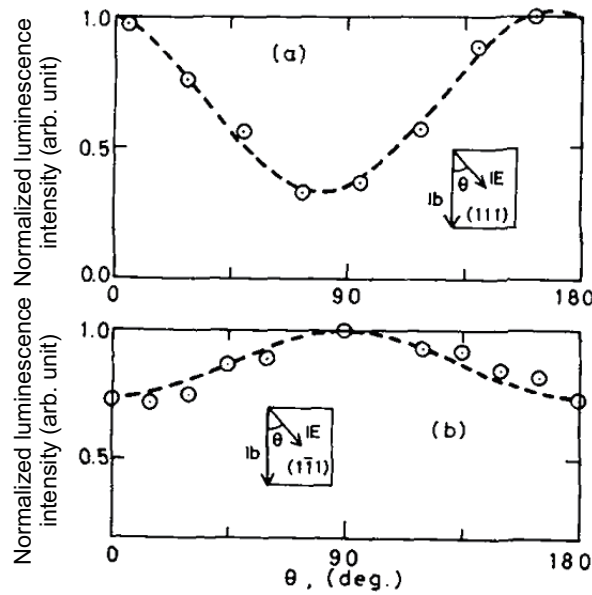 Normalized luminescence
intensity (arb. unit)
1.0
0.5
0.0
(a)
θ
IE
Ib
(111)
0
90
180
Normalized luminescence
intensity (arb. unit)
1.0
0.5
(b)
θ
IE
Ib
(11̄1)
0
90
180
θ, (deg.)